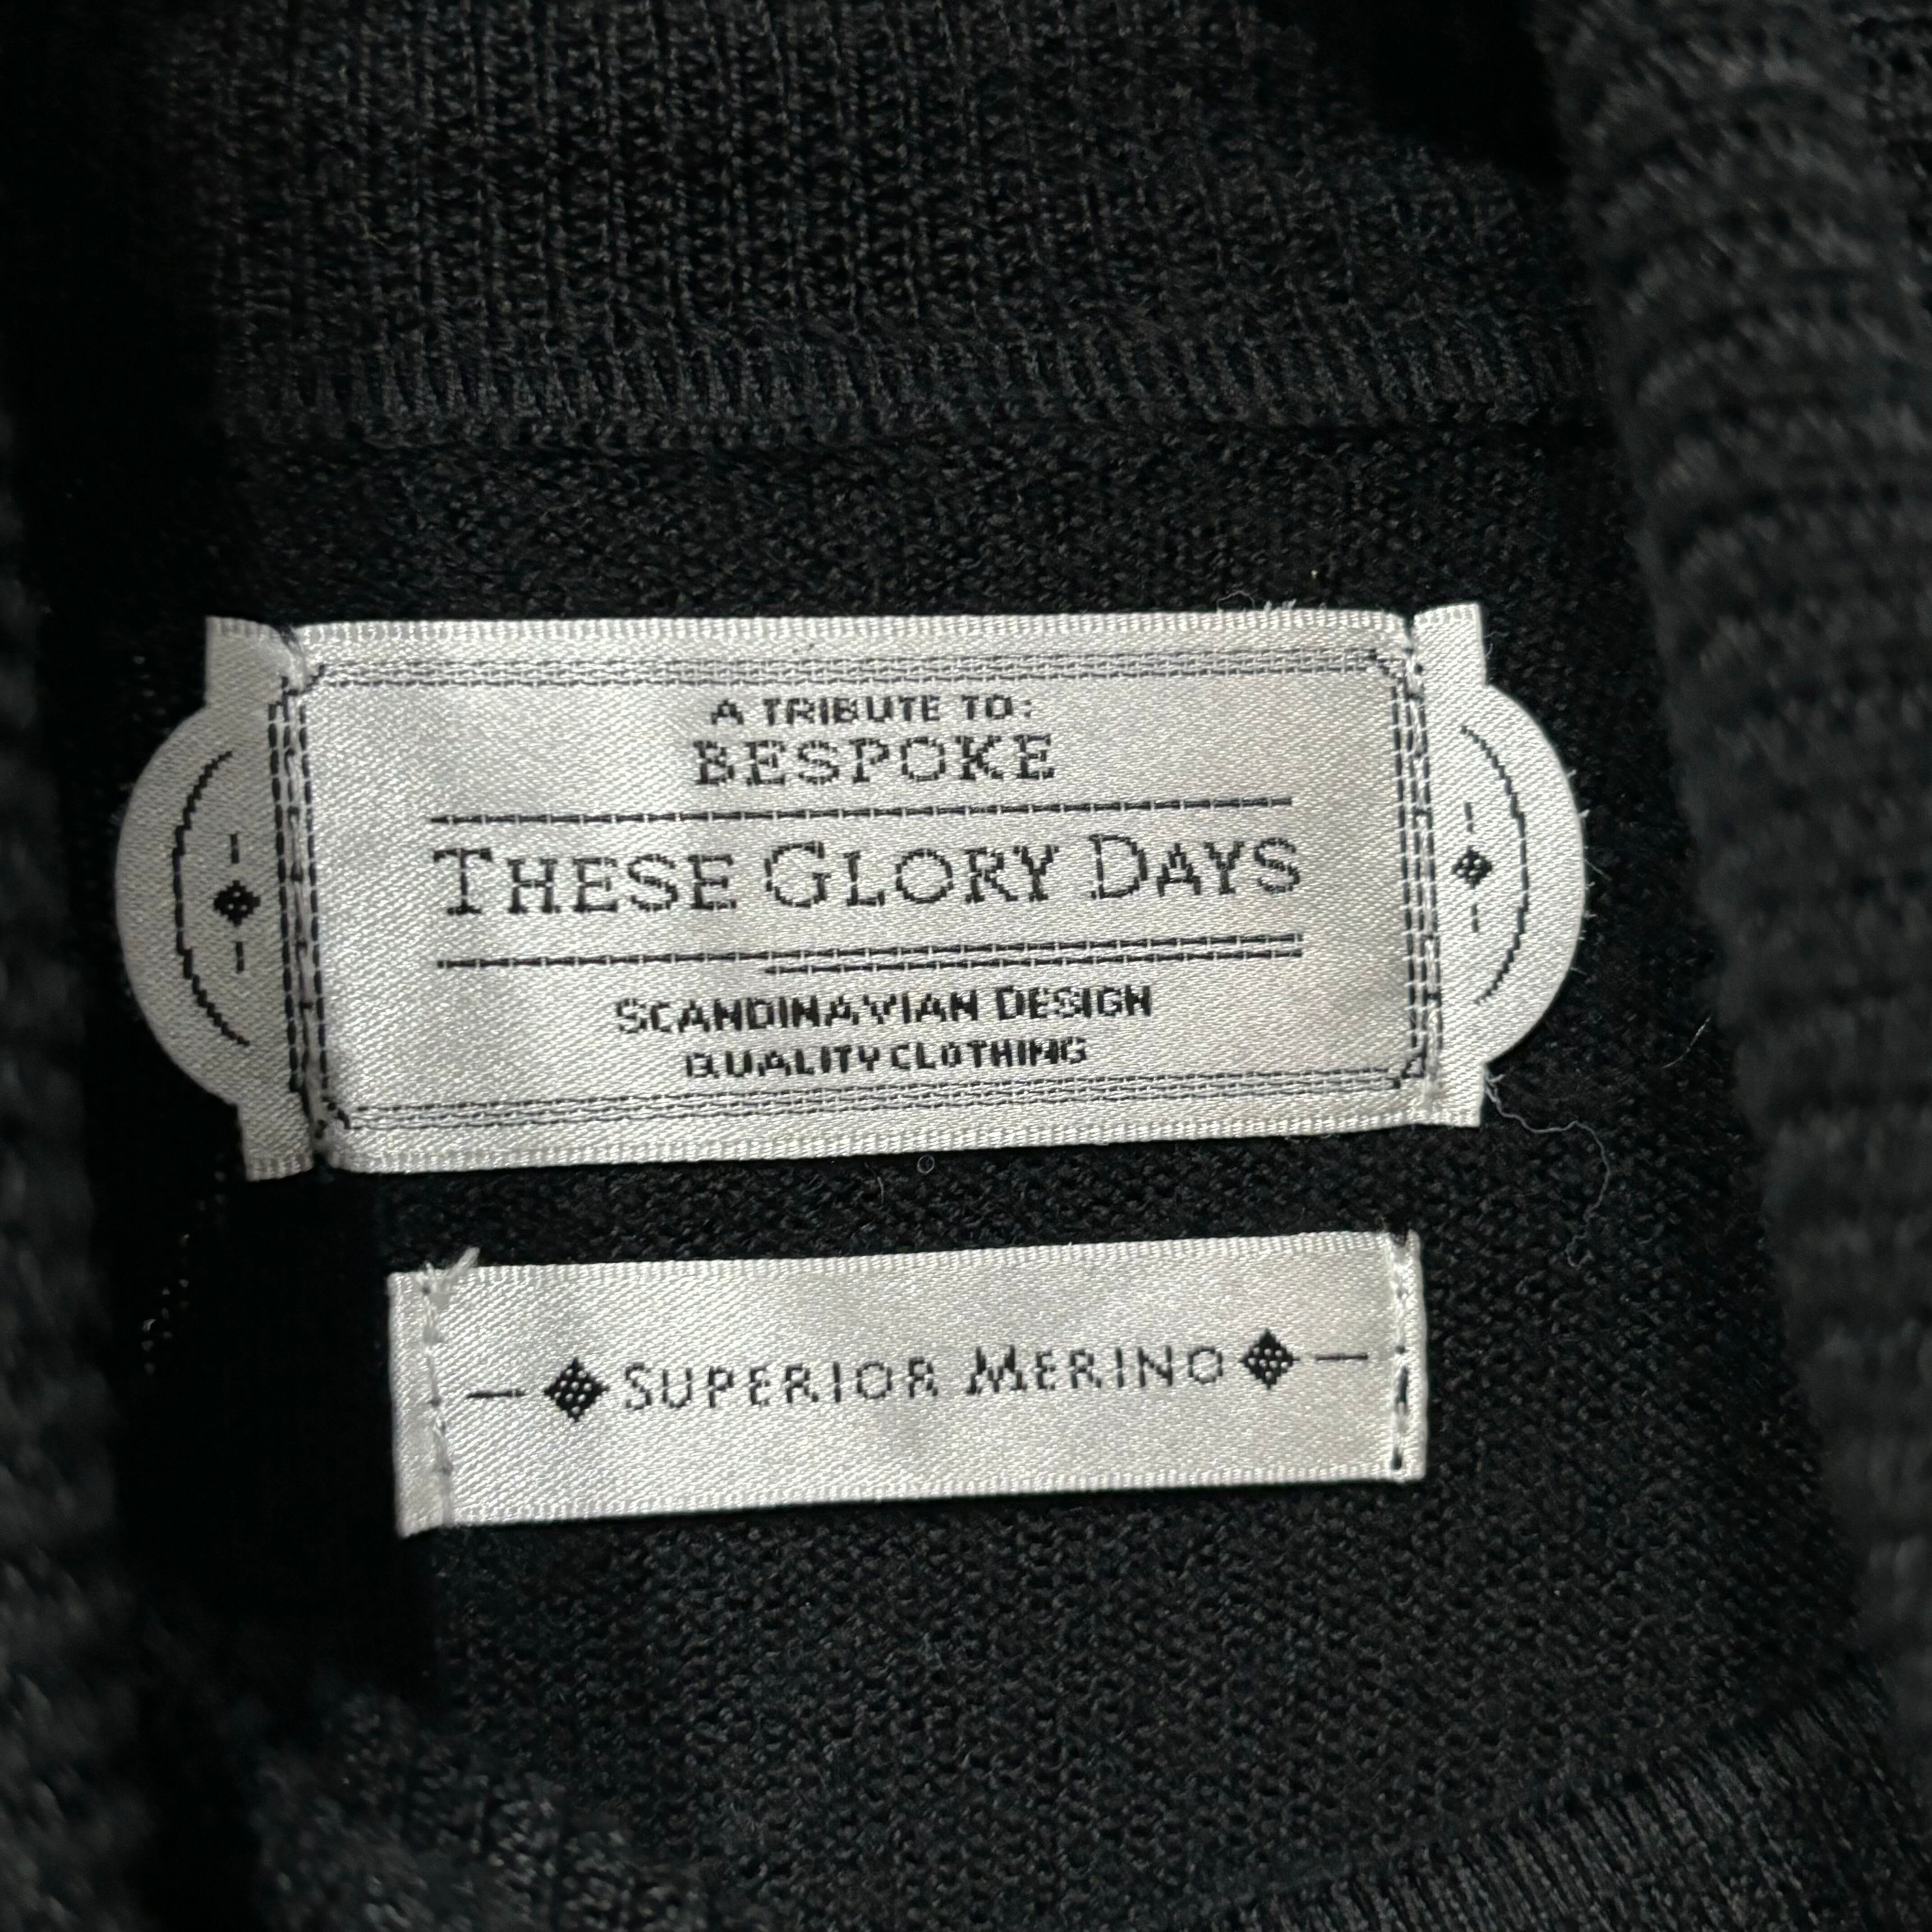 A TRIBUTE TO:
BESPOKE
THESE GLORY DAYS
SCANDINAVIAN DESIGN
QUALITY CLOTHING
SUPERIOR MERINO